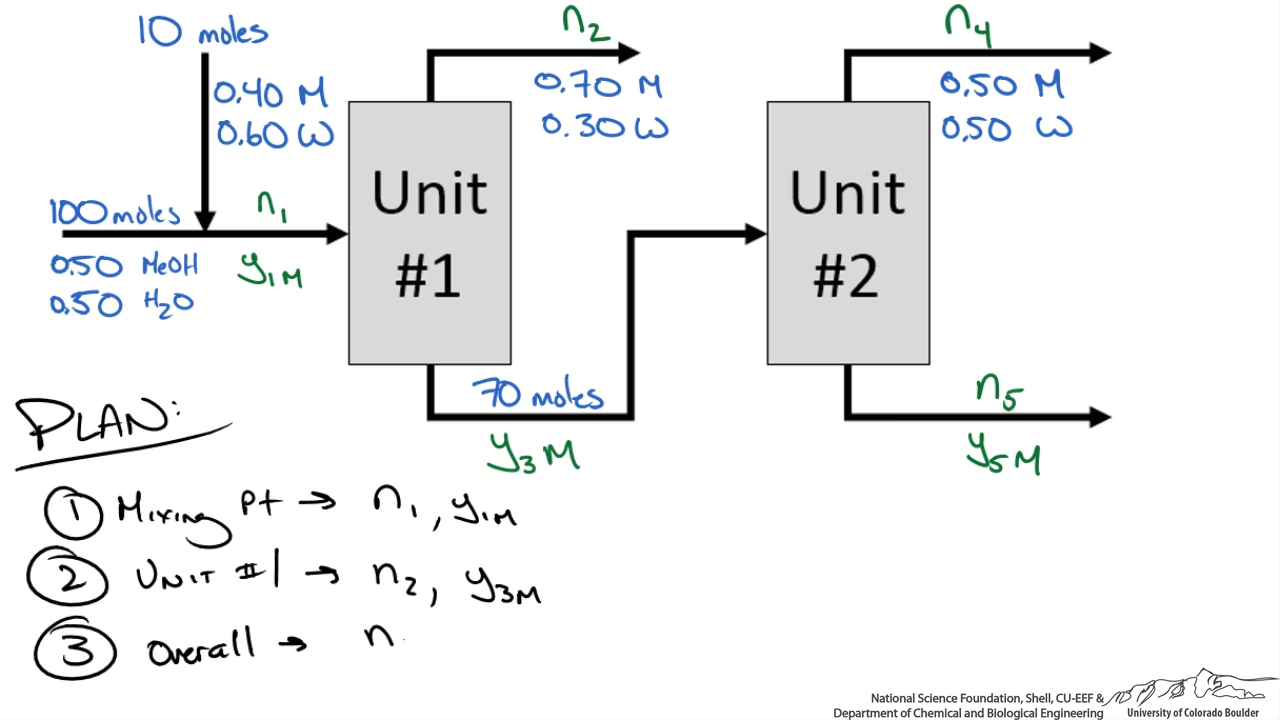 10 moles
0.40 M
0.60 W
100 moles
n₁
0.50 MeOH
0.50 H₂O
y₁M
Unit
#1
n₂
0.70 M
0.30 W
70 moles
y₃M
Unit
#2
n₄
0.50 M
0.50 W
n₅
y₅M
PLAN:
① Mixing Pt → n₁, y₁M
② Unit #1 → n₂, y₃M
③ Overall → n
National Science Foundation, Shell, CU-EEF &
Department of Chemical and Biological Engineering
University of Colorado Boulder